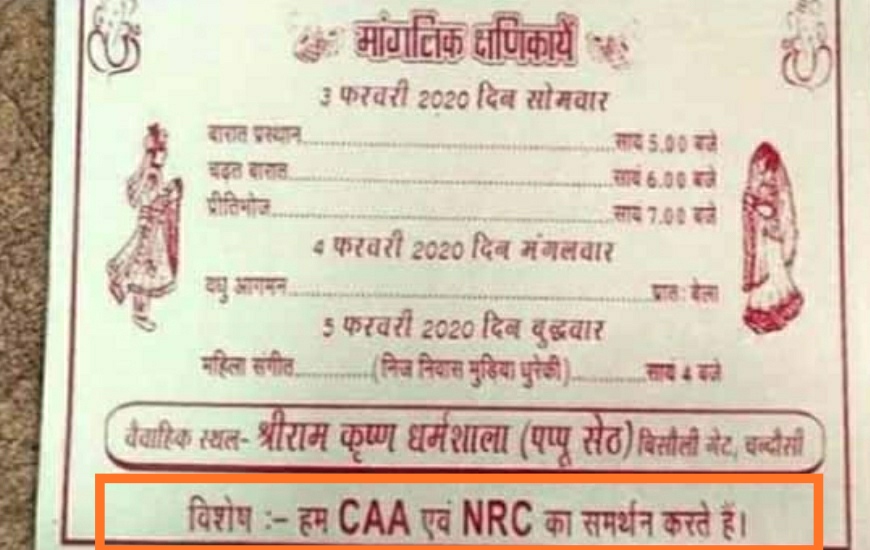 मांगलिक क्षणिकायें
3 फरवरी 2020 दिन सोमवार
बारात प्रस्थान.................सायं 5.00 बजे
चढ़त बारात.................सायं 6.00 बजे
प्रीतिभोज.................सायं 7.00 बजे
4 फरवरी 2020 दिन मंगलवार
वधु आगमन.................प्रात: बेला
5 फरवरी 2020 दिन बुद्धवार
महिला संगीत...........(निज निवास मुडिया धुरेकी)...........सायं 4 बजे
वैवाहिक स्थल- श्रीराम कृष्ण धर्मशाला (पप्पू सेठ) बिसौली गेट, चन्दौसी
विशेष :- हम CAA एवं NRC का समर्थन करते हैं।